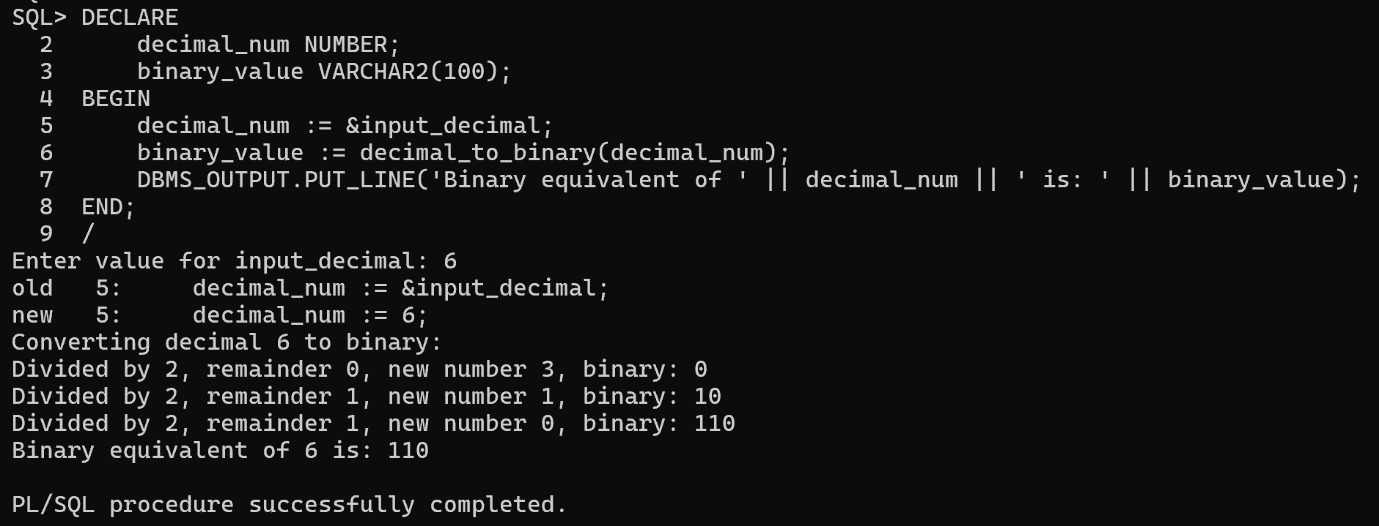 SQL> DECLARE
  2      decimal_num NUMBER;
  3      binary_value VARCHAR2(100);
  4  BEGIN
  5      decimal_num := &input_decimal;
  6      binary_value := decimal_to_binary(decimal_num);
  7      DBMS_OUTPUT.PUT_LINE('Binary equivalent of ' || decimal_num || ' is: ' || binary_value);
  8  END;
  9  /
Enter value for input_decimal: 6
old   5:     decimal_num := &input_decimal;
new   5:     decimal_num := 6;
Converting decimal 6 to binary:
Divided by 2, remainder 0, new number 3, binary: 0
Divided by 2, remainder 1, new number 1, binary: 10
Divided by 2, remainder 1, new number 0, binary: 110
Binary equivalent of 6 is: 110

PL/SQL procedure successfully completed.